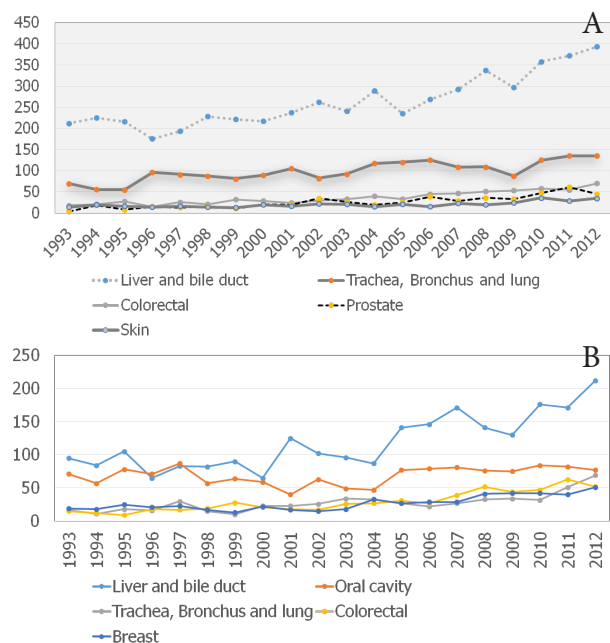 A
450
400
350
300
250
200
150
100
50
0
1993 1994 1995 1996 1997 1998 1999 2000 2001 2002 2003 2004 2005 2006 2007 2008 2009 2010 2011 2012
Liver and bile duct Trachea, Bronchus and lung
Colorectal Prostate
Skin
B
250
200
150
100
50
0
1993 1994 1995 1996 1997 1998 1999 2000 2001 2002 2003 2004 2005 2006 2007 2008 2009 2010 2011 2012
Liver and bile duct Oral cavity
Trachea, Bronchus and lung Colorectal
Breast